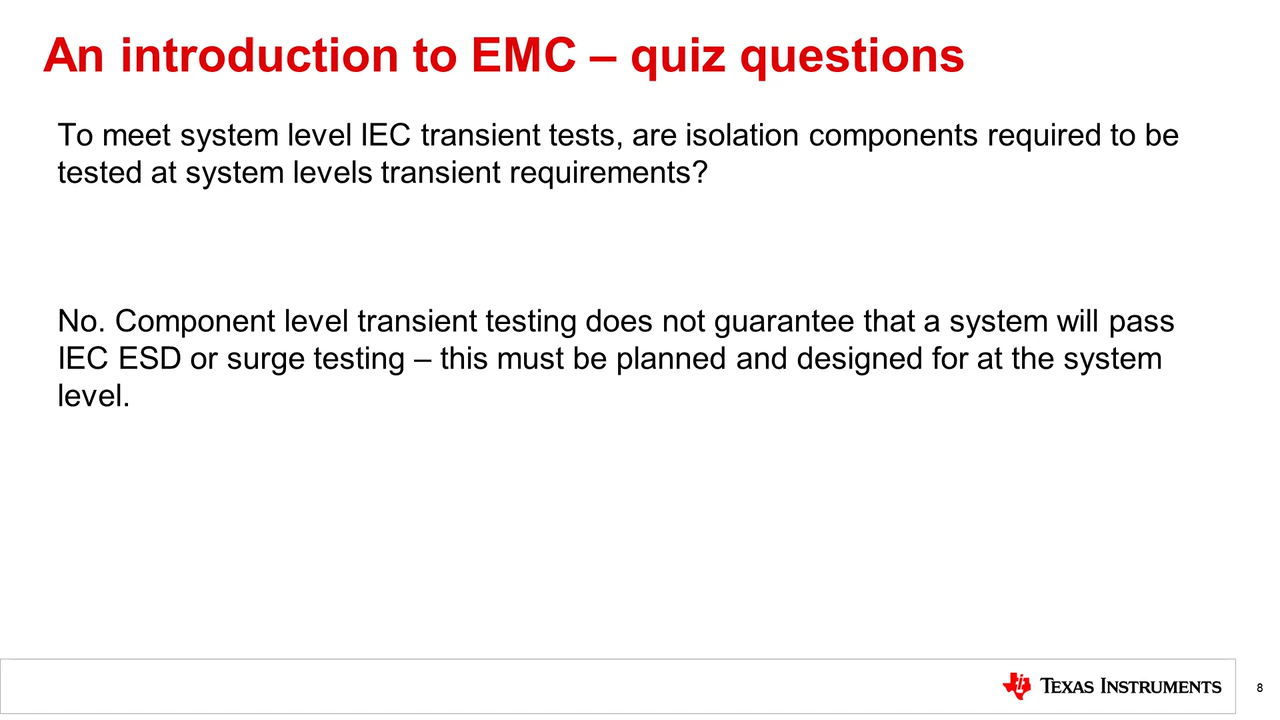 An introduction to EMC – quiz questions
To meet system level IEC transient tests, are isolation components required to be
tested at system levels transient requirements?
No. Component level transient testing does not guarantee that a system will pass
IEC ESD or surge testing – this must be planned and designed for at the system
level.
TEXAS INSTRUMENTS
8